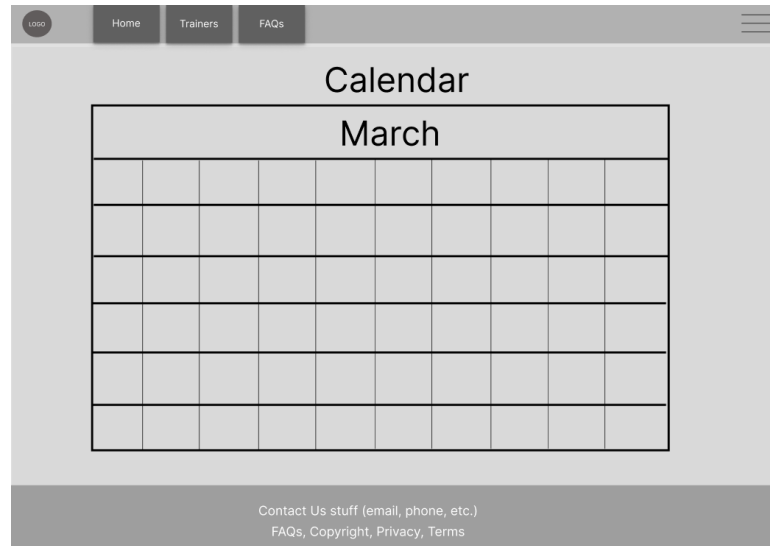 LOGO
Home Trainers FAQs
Calendar
March
Contact Us stuff (email, phone, etc.)
FAQs, Copyright, Privacy, Terms